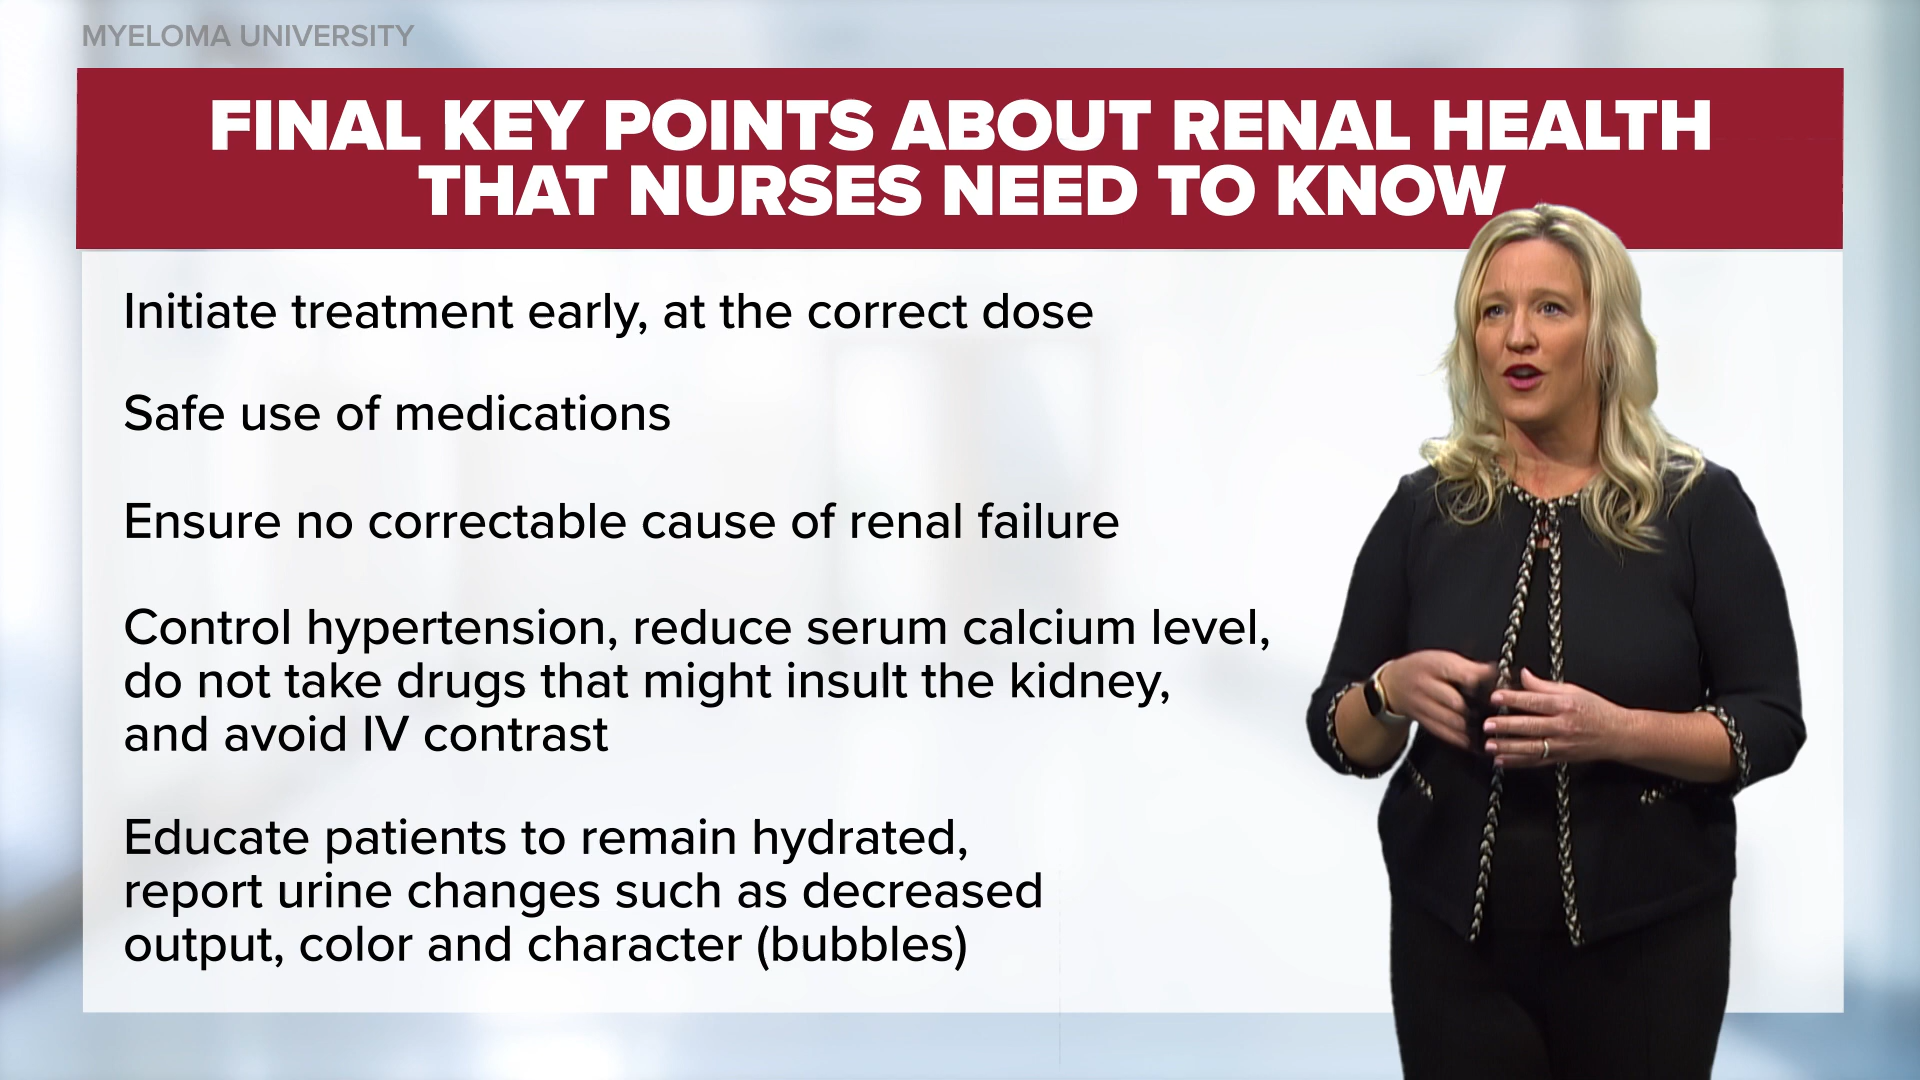 MYELOMA UNIVERSITY
FINAL KEY POINTS ABOUT RENAL HEALTH
THAT NURSES NEED TO KNOW
Initiate treatment early, at the correct dose
Safe use of medications
Ensure no correctable cause of renal failure
Control hypertension, reduce serum calcium level,
do not take drugs that might insult the kidney,
and avoid IV contrast
Educate patients to remain hydrated,
report urine changes such as decreased
output, color and character (bubbles)